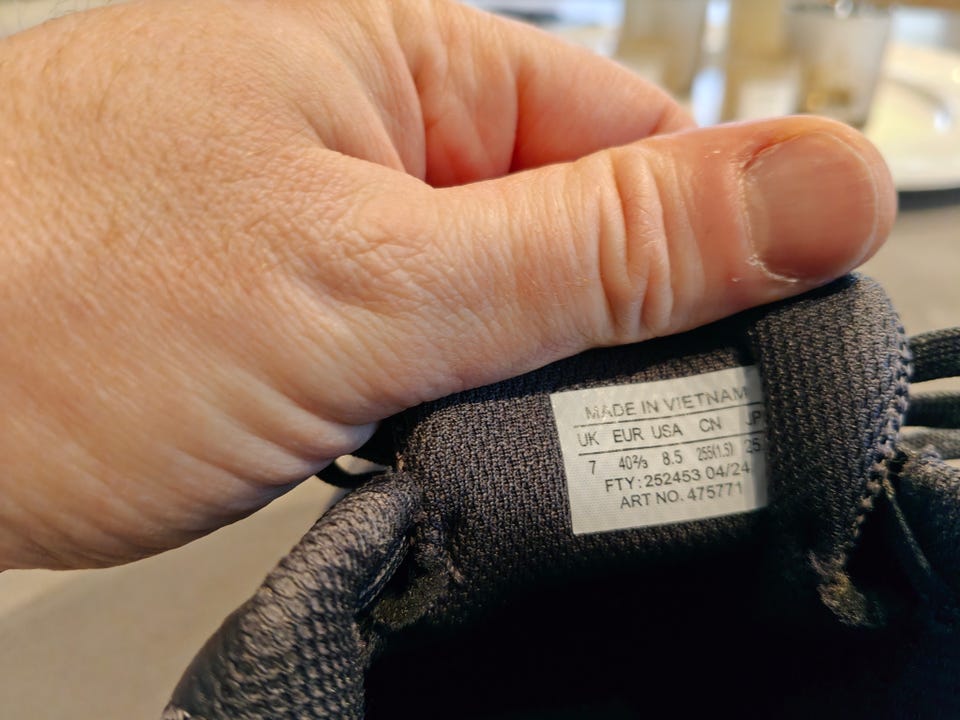 MADE IN VIETNAM
UK EUR USA CN JP
7 40⅔ 8.5 255(1.5)
FTY: 252453 04/24
ART NO. 475771